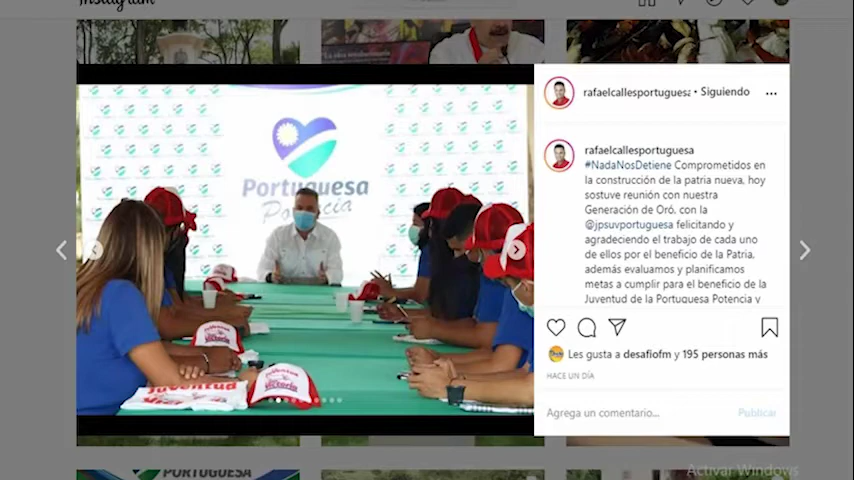 Instagram
rafaelcallesportuguesa • Siguiendo
rafaelcallesportuguesa
#NadaNosDetiene Comprometidos en
la construcción de la patria nueva, hoy
sostuve reunión con nuestra
Generación de Oró, con la
@jpsuvportuguesa felicitando y
agradeciendo el trabajo de cada uno
de ellos por el beneficio de la Patria,
además evaluamos y planificamos
metas a cumplir para el beneficio de la
Juventud de la Portuguesa Potencia y
Les gusta a desafiofm y 195 personas más
HACE UN DÍA
Agrega un comentario...
Publicar
Portuguesa
Potencia
Juventud
Victoria
Juventud
PORTUGUESA
Activar Windows